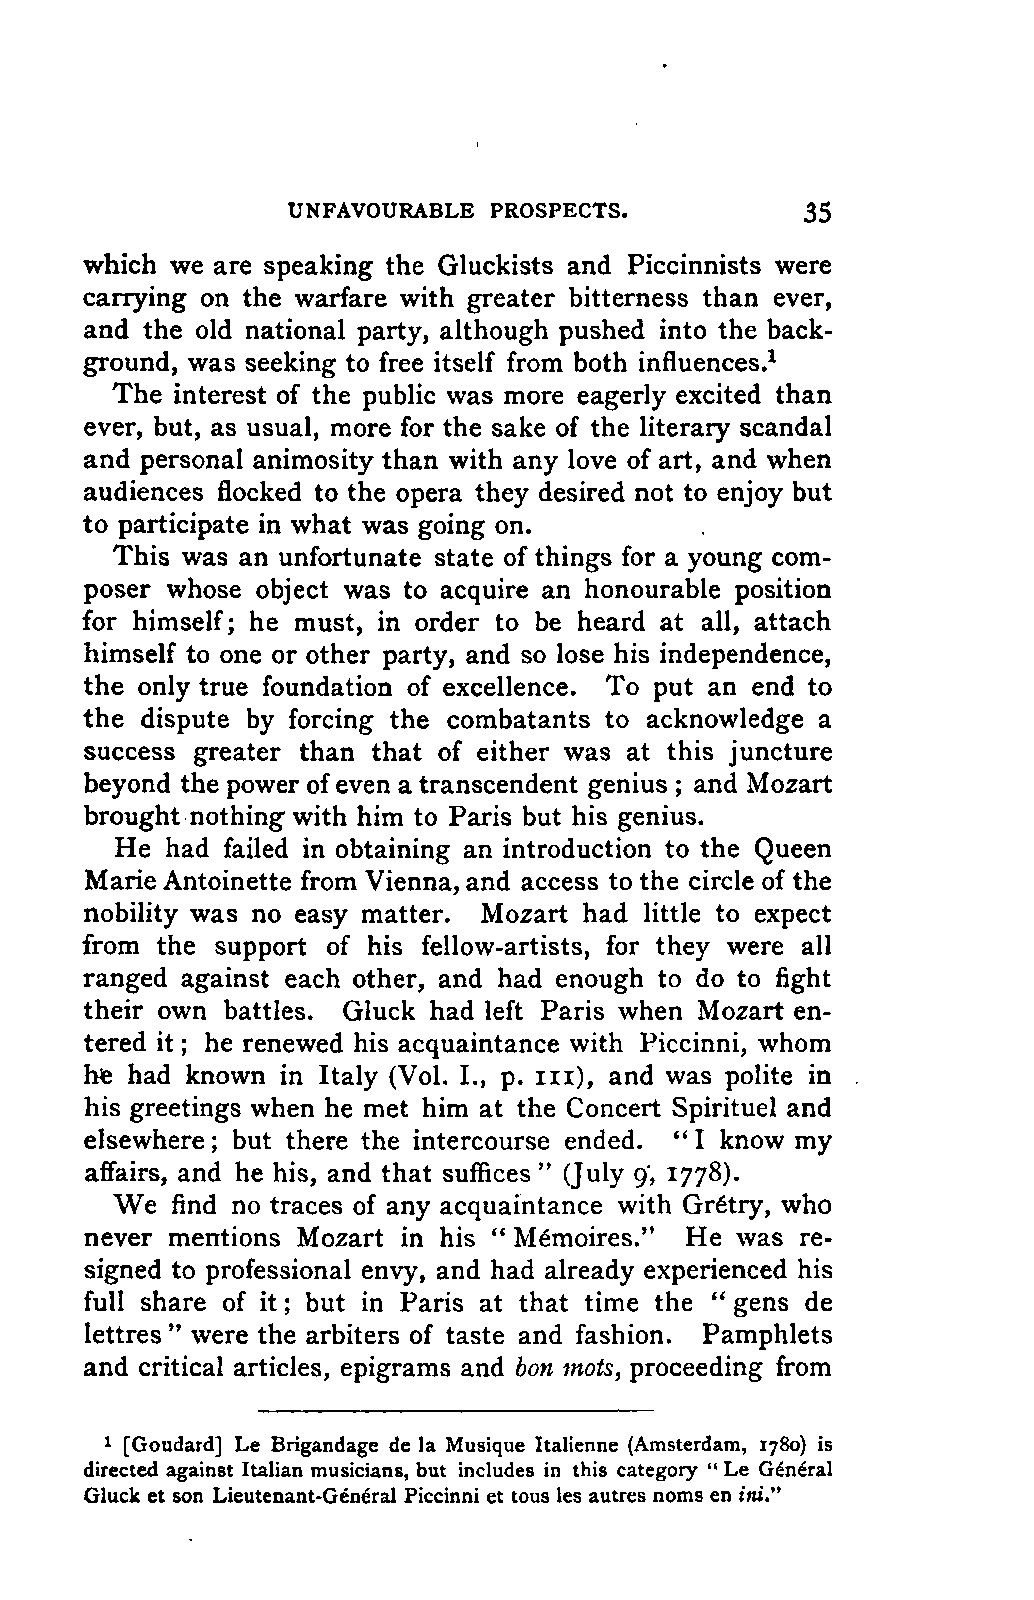 UNFAVOURABLE PROSPECTS. 35
which we are speaking the Gluckists and Piccinnists were
carrying on the warfare with greater bitterness than ever,
and the old national party, although pushed into the back-
ground, was seeking to free itself from both influences.¹
The interest of the public was more eagerly excited than
ever, but, as usual, more for the sake of the literary scandal
and personal animosity than with any love of art, and when
audiences flocked to the opera they desired not to enjoy but
to participate in what was going on.
This was an unfortunate state of things for a young com-
poser whose object was to acquire an honourable position
for himself; he must, in order to be heard at all, attach
himself to one or other party, and so lose his independence,
the only true foundation of excellence. To put an end to
the dispute by forcing the combatants to acknowledge a
success greater than that of either was at this juncture
beyond the power of even a transcendent genius; and Mozart
brought nothing with him to Paris but his genius.
He had failed in obtaining an introduction to the Queen
Marie Antoinette from Vienna, and access to the circle of the
nobility was no easy matter. Mozart had little to expect
from the support of his fellow-artists, for they were all
ranged against each other, and had enough to do to fight
their own battles. Gluck had left Paris when Mozart en-
tered it; he renewed his acquaintance with Piccinni, whom
he had known in Italy (Vol. I., p. 111), and was polite in
his greetings when he met him at the Concert Spirituel and
elsewhere; but there the intercourse ended. "I know my
affairs, and he his, and that suffices" (July 9, 1778).
We find no traces of any acquaintance with Grétry, who
never mentions Mozart in his "Mémoires." He was re-
signed to professional envy, and had already experienced his
full share of it; but in Paris at that time the "gens de
lettres" were the arbiters of taste and fashion. Pamphlets
and critical articles, epigrams and bon mots, proceeding from
¹ [Goudard] Le Brigandage de la Musique Italienne (Amsterdam, 1780) is
directed against Italian musicians, but includes in this category "Le Général
Gluck et son Lieutenant-Général Piccinni et tous les autres noms en ini."